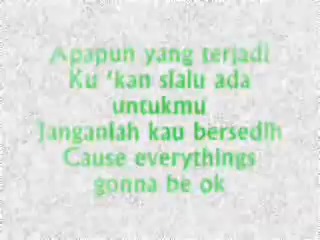 Apapun yang terjadi
Ku 'kan slalu ada
untukmu
Janganlah kau bersedih
Cause everythings
gonna be ok